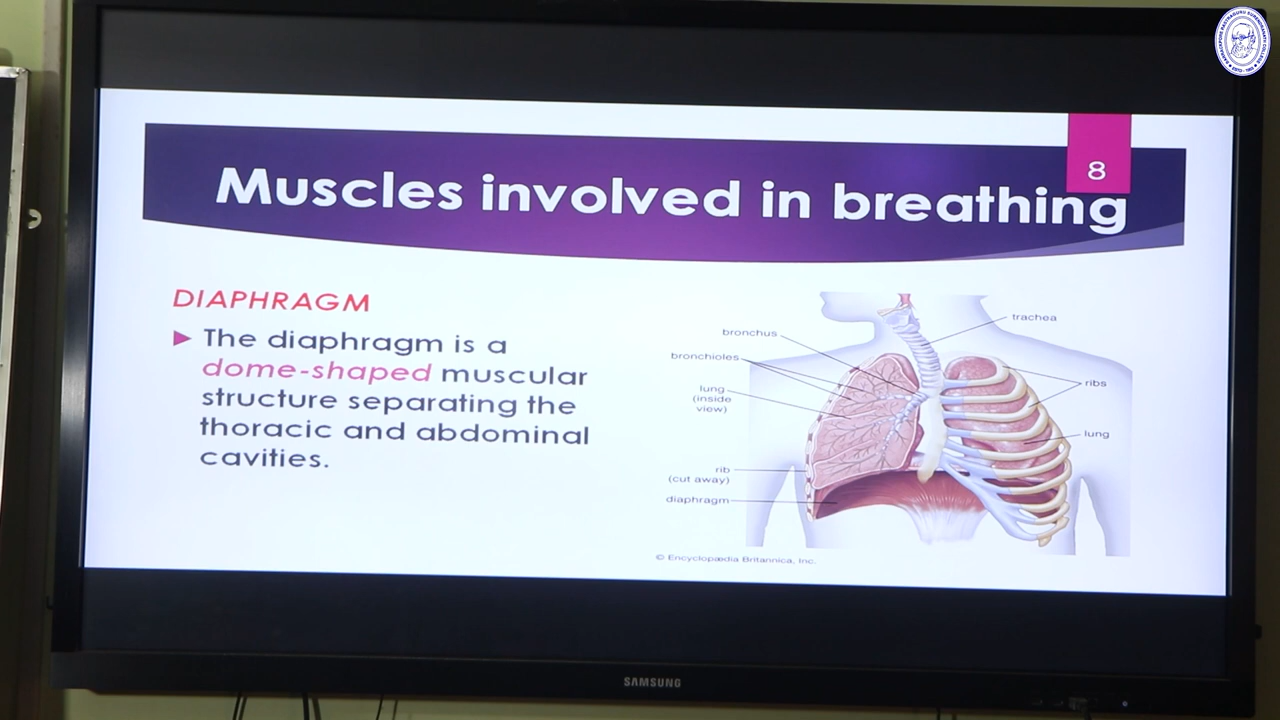 8
Muscles involved in breathing
DIAPHRAGM
The diaphragm is a
dome-shaped muscular
structure separating the
thoracic and abdominal
cavities.
trachea
bronchus
bronchioles
ribs
lung
(inside
view)
lung
rib
(cut away)
diaphragm
© Encyclopædia Britannica, Inc.
SAMSUNG